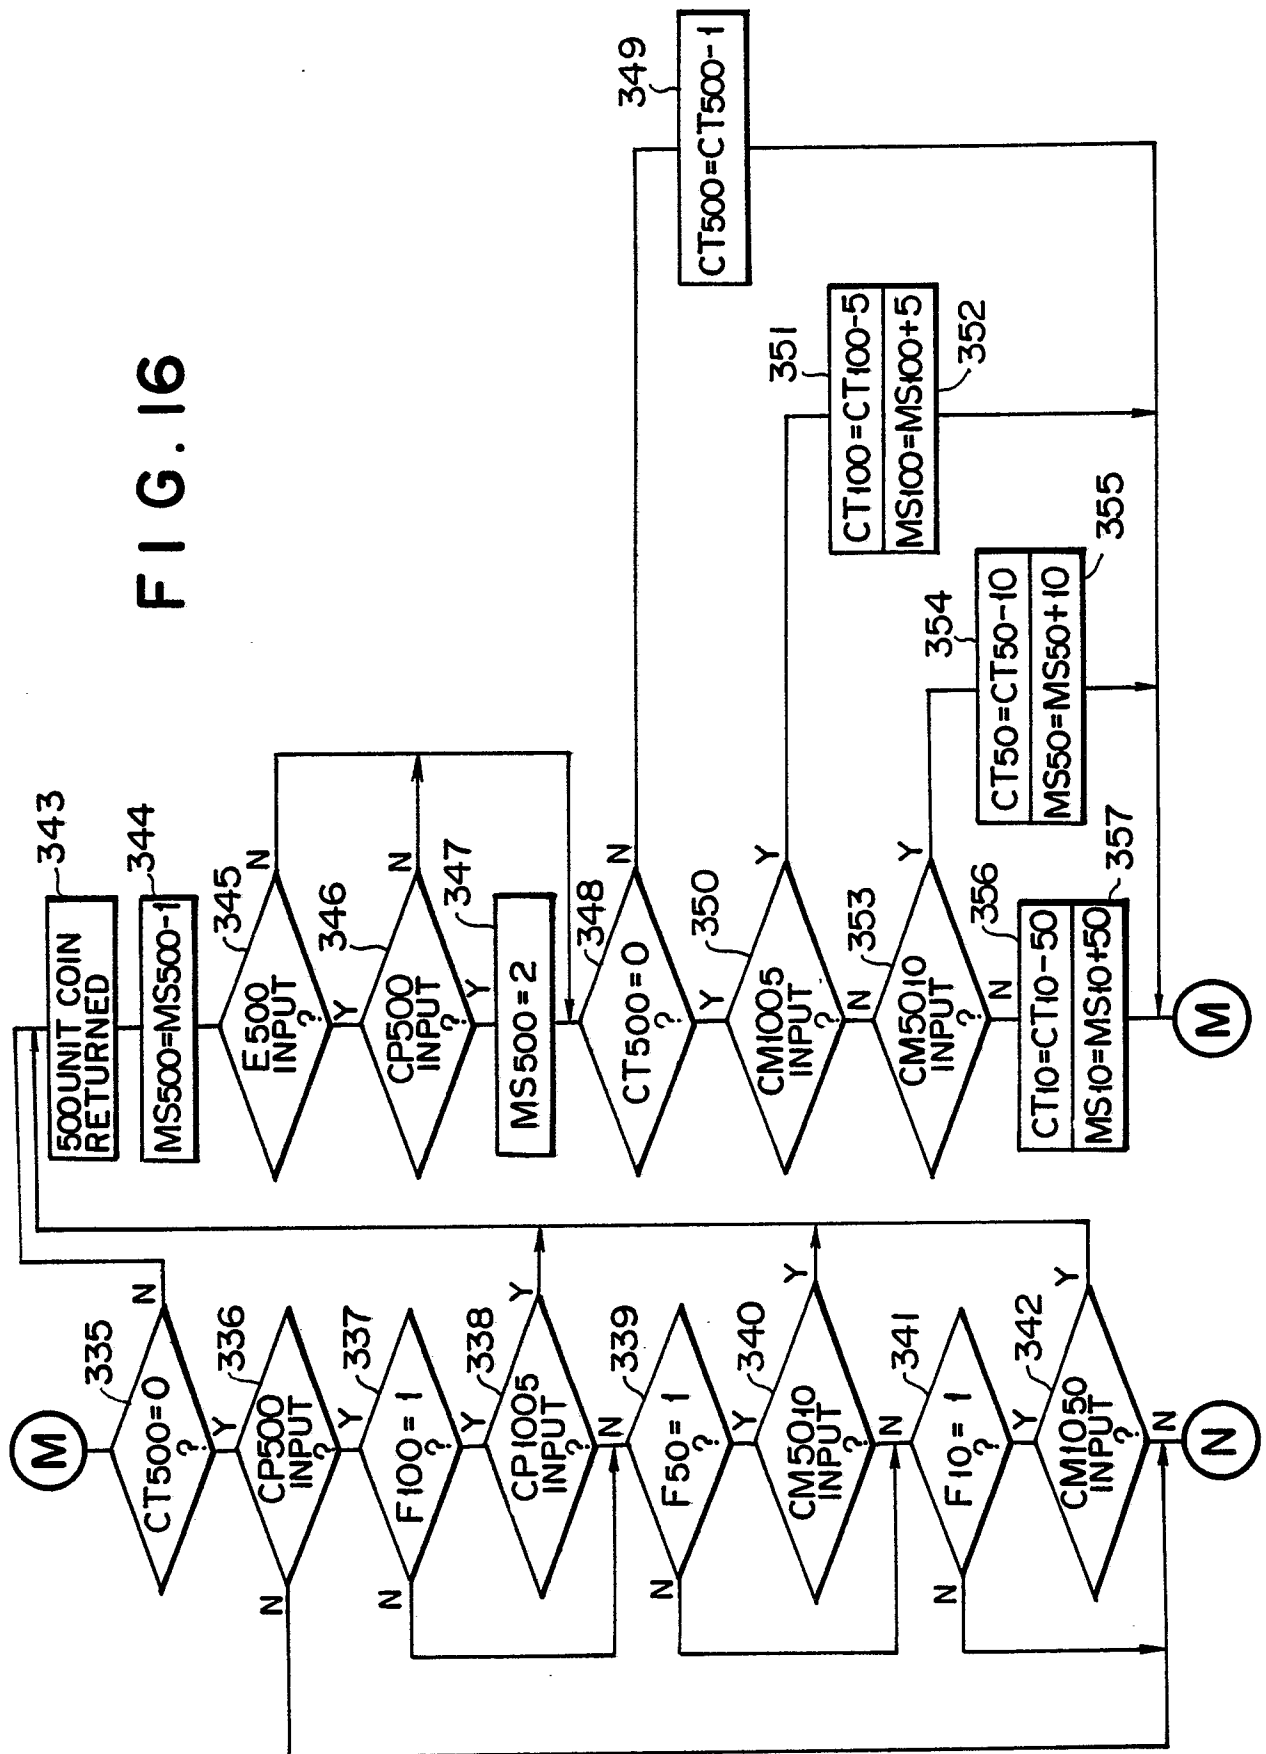 FIG. 16
M
335
CT500=0
?
N
Y
336
CP500
INPUT
?
N
Y
337
F100=1
?
N
Y
338
CP1005
INPUT
?
Y
N
339
F50=1
?
N
Y
340
CM5010
INPUT
?
Y
N
341
F10=1
?
N
Y
342
CM1050
INPUT
?
Y
N
N
343
500UNIT COIN
RETURNED
344
MS500=MS500-1
345
E500
INPUT
?
N
Y
346
CP500
INPUT
?
N
Y
347
MS500=2
348
CT500=0
?
N
Y
349
CT500=CT500-1
350
CM1005
INPUT
?
Y
N
351
CT100=CT100-5
MS100=MS100+5
352
353
CM5010
INPUT
?
Y
N
354
CT50=CT50-10
MS50=MS50+10
355
356
CT10=CT10-50
MS10=MS10+50
357
M